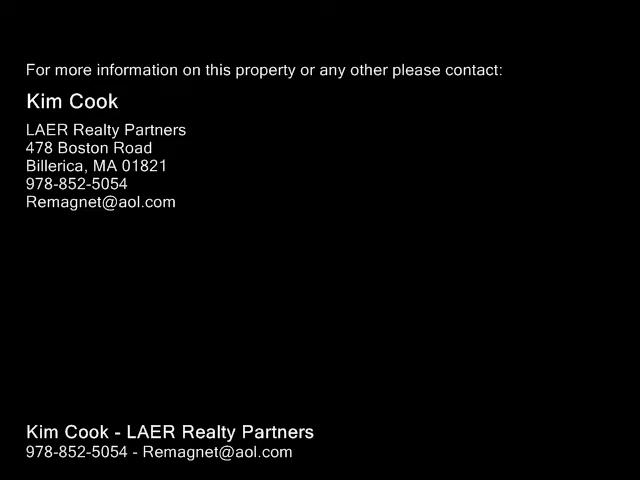 For more information on this property or any other please contact:
Kim Cook
LAER Realty Partners
478 Boston Road
Billerica, MA 01821
978-852-5054
Remagnet@aol.com
Kim Cook - LAER Realty Partners
978-852-5054 - Remagnet@aol.com